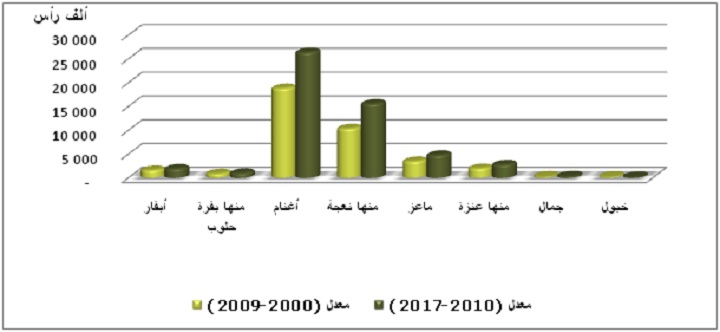 ألف رأس
30 000
25 000
20 000
15 000
10 000
5 000
-
أبقار
منها بقرة حلوب
أغنام
منها نعجة
ماعز
منها عنزة
جمال
خيول
معدل (2000-2009)
معدل (2010-2017)